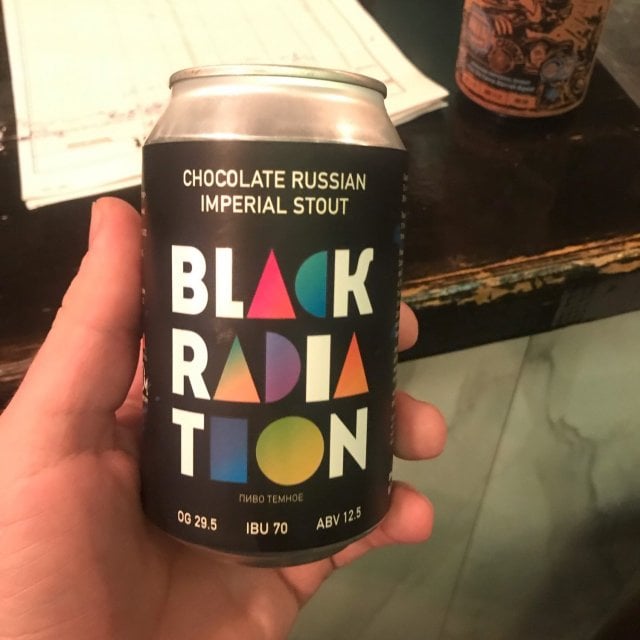 CHOCOLATE RUSSIAN
IMPERIAL STOUT
BLACK
RADIA
TION
ПИВО ТЕМНОЕ
OG 29.5 IBU 70 ABV 12.5